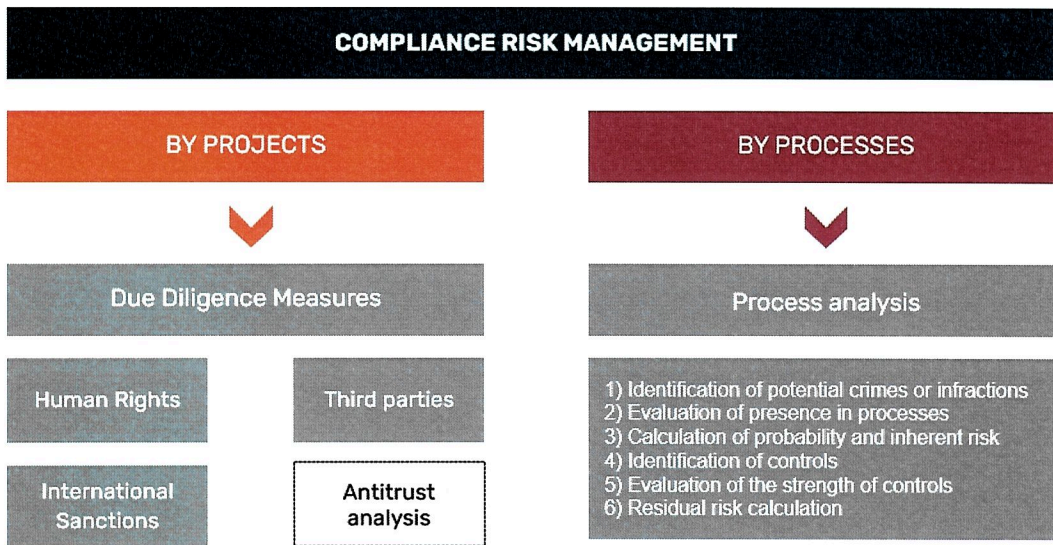 COMPLIANCE RISK MANAGEMENT
BY PROJECTS
Due Diligence Measures
Human Rights
Third parties
International
Sanctions
Antitrust
analysis
BY PROCESSES
Process analysis
1) Identification of potential crimes or infractions
2) Evaluation of presence in processes
3) Calculation of probability and inherent risk
4) Identification of controls
5) Evaluation of the strength of controls
6) Residual risk calculation